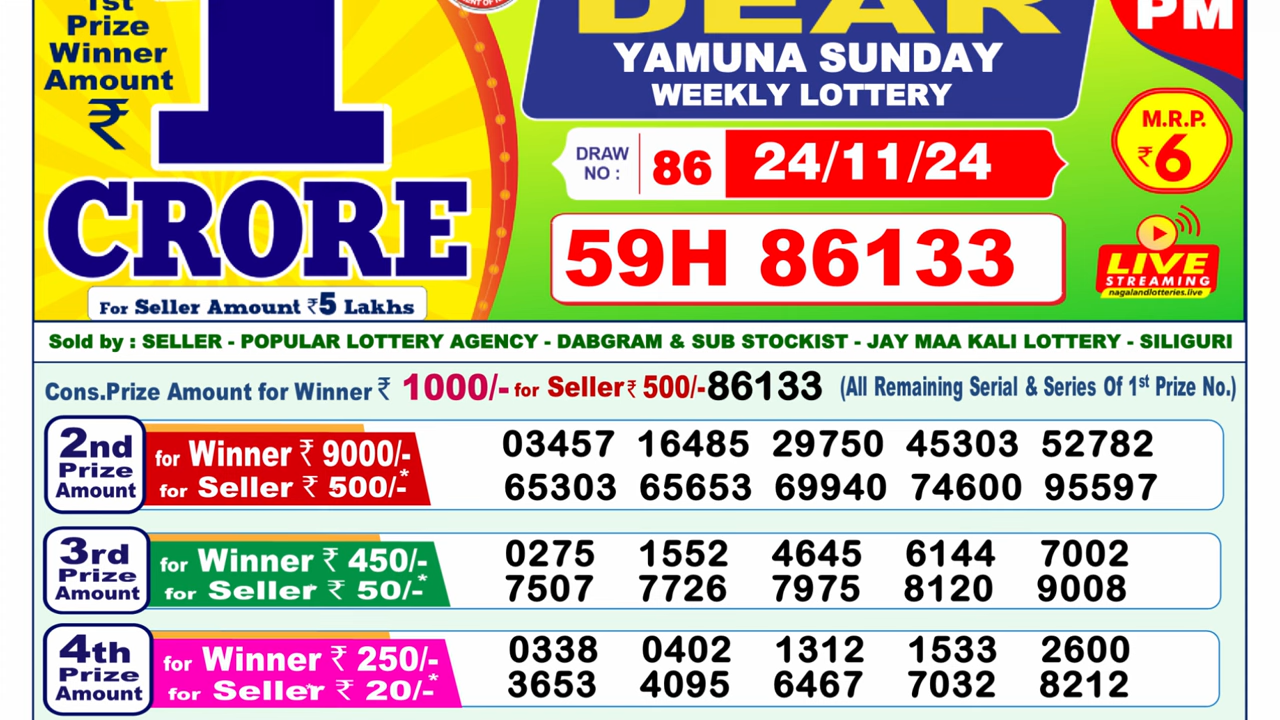 1st
Prize
Winner
Amount
₹
1
CRORE
For Seller Amount ₹5 Lakhs
DEAR
YAMUNA SUNDAY
WEEKLY LOTTERY
PM
DRAW
NO :
86
24/11/24
M.R.P.
₹6
59H 86133
LIVE
STREAMING
nagalandlotteries.live
Sold by : SELLER - POPULAR LOTTERY AGENCY - DABGRAM & SUB STOCKIST - JAY MAA KALI LOTTERY - SILIGURI
Cons.Prize Amount for Winner ₹ 1000/- for Seller ₹ 500/- 86133 (All Remaining Serial & Series Of 1st Prize No.)
2nd
Prize
Amount
for Winner ₹ 9000/-
for Seller ₹ 500/-*
03457 16485 29750 45303 52782
65303 65653 69940 74600 95597
3rd
Prize
Amount
for Winner ₹ 450/-
for Seller ₹ 50/-*
0275 1552 4645 6144 7002
7507 7726 7975 8120 9008
4th
Prize
Amount
for Winner ₹ 250/-
for Seller ₹ 20/-*
0338 0402 1312 1533 2600
3653 4095 6467 7032 8212